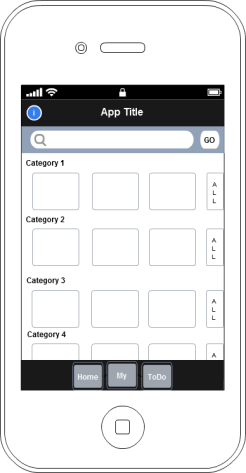 i
App Title
GO
Category 1
A
L
L
Category 2
A
L
L
Category 3
A
L
L
Category 4
A
Home My ToDo